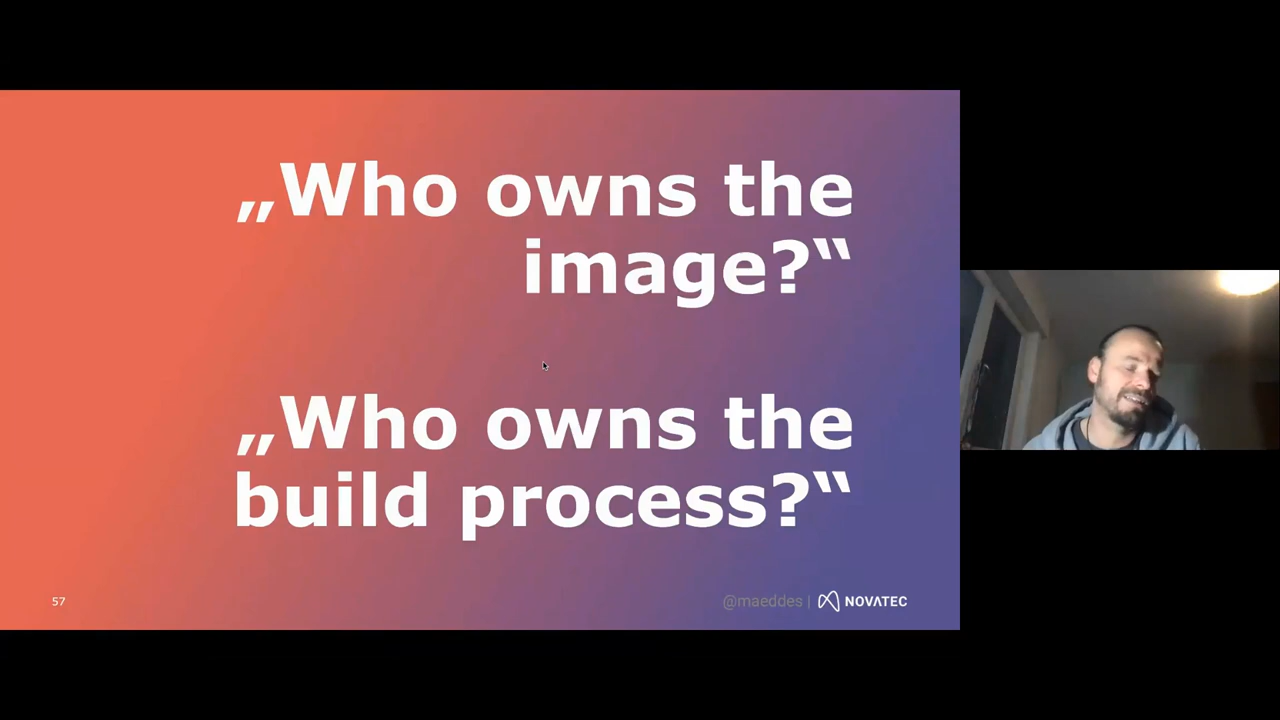 „Who owns the
image?“
„Who owns the
build process?“
57
@maeddes | NOVATEC